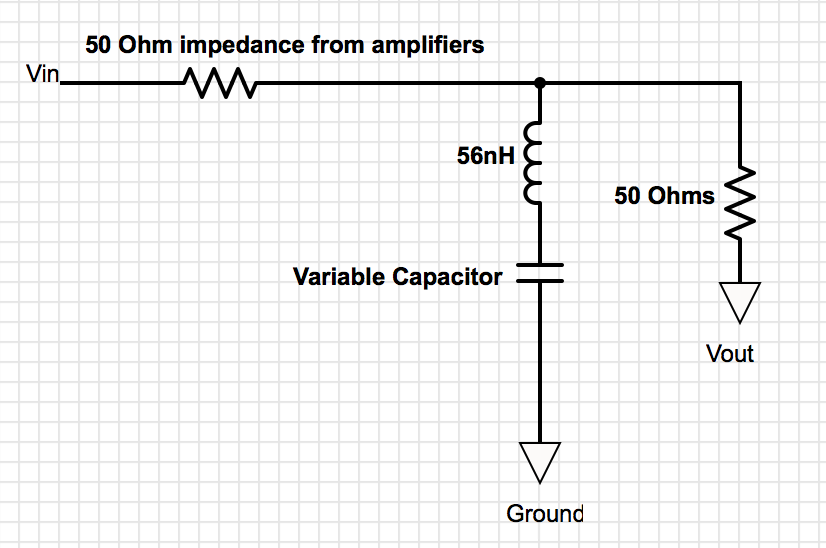 50 Ohm impedance from amplifiers
Vin
56nH
50 Ohms
Variable Capacitor
Vout
Ground